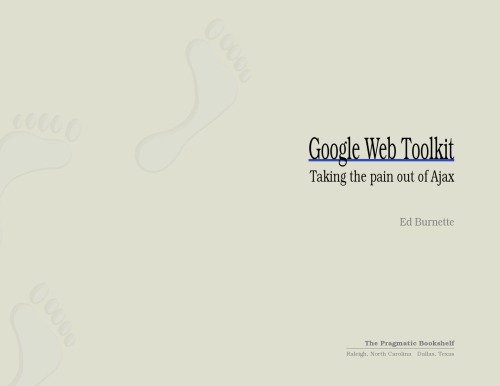 Google Web Toolkit
Taking the pain out of Ajax
Ed Burnette
The Pragmatic Bookshelf
Raleigh, North Carolina Dallas, Texas